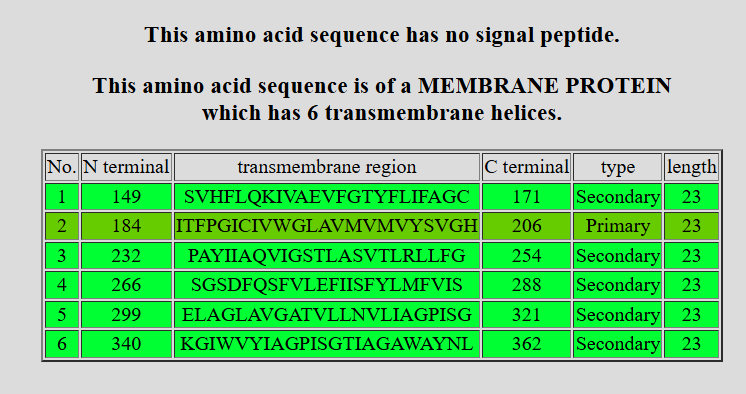 This amino acid sequence has no signal peptide.
This amino acid sequence is of a MEMBRANE PROTEIN
which has 6 transmembrane helices.
No. N terminal transmembrane region C terminal type length
1 149 SVHFLQKIVAEVFGTYFLIFAGC 171 Secondary 23
2 184 ITFPGICIVWGLAVMVMVYSVGH 206 Primary 23
3 232 PAYIIAQVIGSTLASVTLRLLFG 254 Secondary 23
4 266 SGSDFQSFVLEFIISFYLMFVIS 288 Secondary 23
5 299 ELAGLAVGATVLLNVLIAGPISG 321 Secondary 23
6 340 KGIWVYIAGPISGTIAGAWAYNL 362 Secondary 23